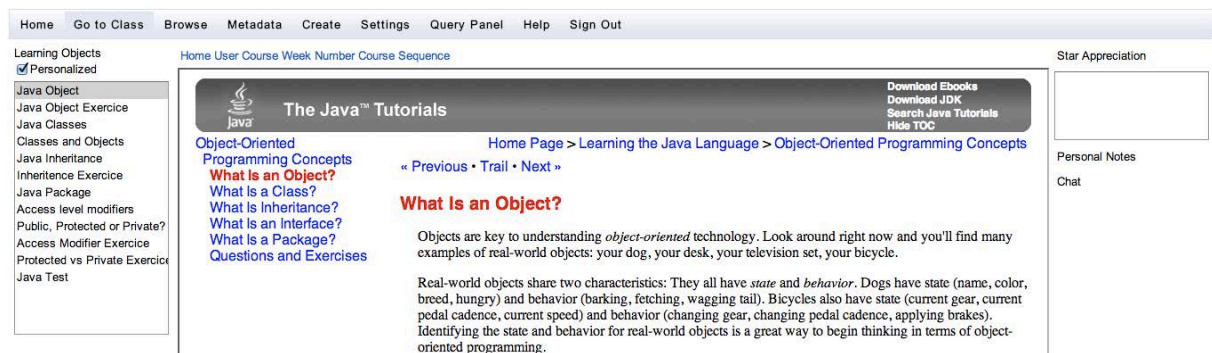 Home Go to Class Browse Metadata Create Settings Query Panel Help Sign Out
Learning Objects
Personalized
Java Object
Java Object Exercice
Java Classes
Classes and Objects
Java Inheritance
Inheritence Exercice
Java Package
Access level modifiers
Public, Protected or Private?
Access Modifier Exercice
Protected vs Private Exercice
Java Test
Home User Course Week Number Course Sequence
Java
The Java™ Tutorials
Download Ebooks
Download JDK
Search Java Tutorials
Hide TOC
Object-Oriented
Programming Concepts
What Is an Object?
What Is a Class?
What Is Inheritance?
What Is an Interface?
What Is a Package?
Questions and Exercises
Home Page > Learning the Java Language > Object-Oriented Programming Concepts
« Previous • Trail • Next »
What Is an Object?
Objects are key to understanding object-oriented technology. Look around right now and you'll find many
examples of real-world objects: your dog, your desk, your television set, your bicycle.
Real-world objects share two characteristics: They all have state and behavior. Dogs have state (name, color,
breed, hungry) and behavior (barking, fetching, wagging tail). Bicycles also have state (current gear, current
pedal cadence, current speed) and behavior (changing gear, changing pedal cadence, applying brakes).
Identifying the state and behavior for real-world objects is a great way to begin thinking in terms of object-
oriented programming.
Star Appreciation
Personal Notes
Chat